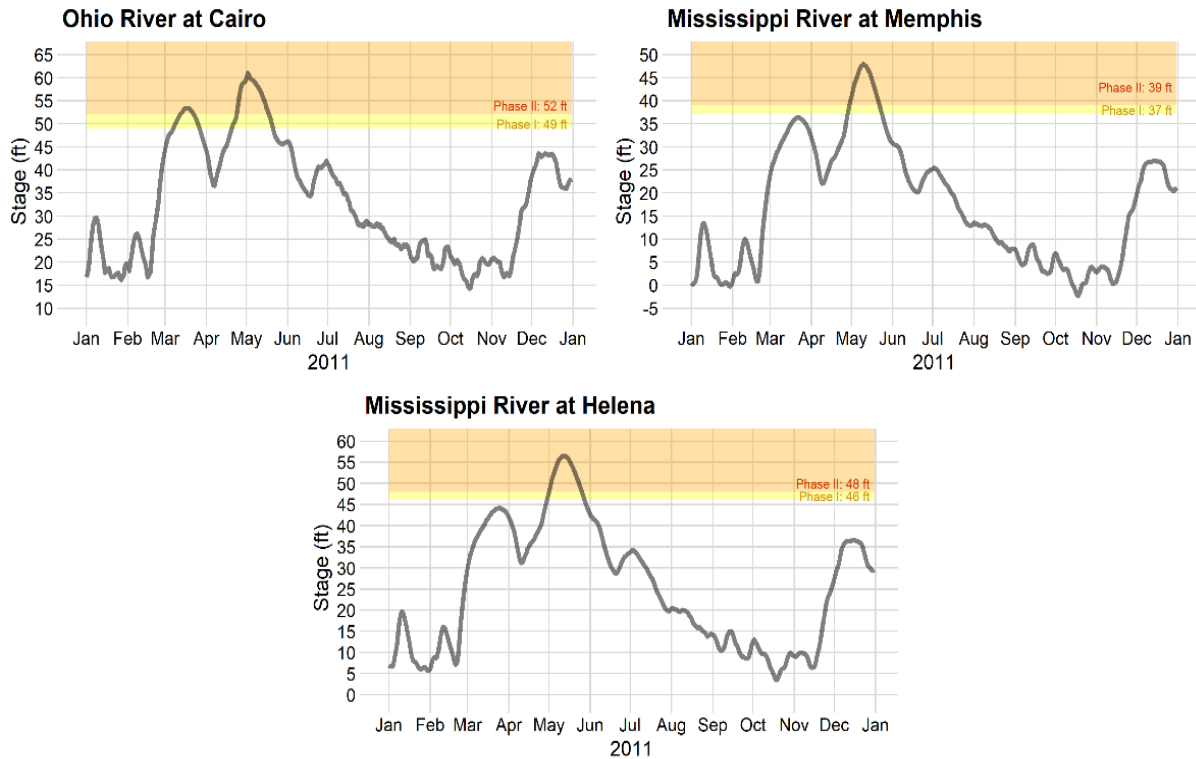 Ohio River at Cairo
65
60
55
50
45
40
35
30
25
20
15
10
Stage (ft)
Phase II: 52 ft
Phase I: 49 ft
Jan Feb Mar Apr May Jun Jul Aug Sep Oct Nov Dec Jan
2011
Mississippi River at Memphis
50
45
40
35
30
25
20
15
10
5
0
-5
Stage (ft)
Phase II: 39 ft
Phase I: 37 ft
Jan Feb Mar Apr May Jun Jul Aug Sep Oct Nov Dec Jan
2011
Mississippi River at Helena
60
55
50
45
40
35
30
25
20
15
10
5
0
Stage (ft)
Phase II: 48 ft
Phase I: 46 ft
Jan Feb Mar Apr May Jun Jul Aug Sep Oct Nov Dec Jan
2011